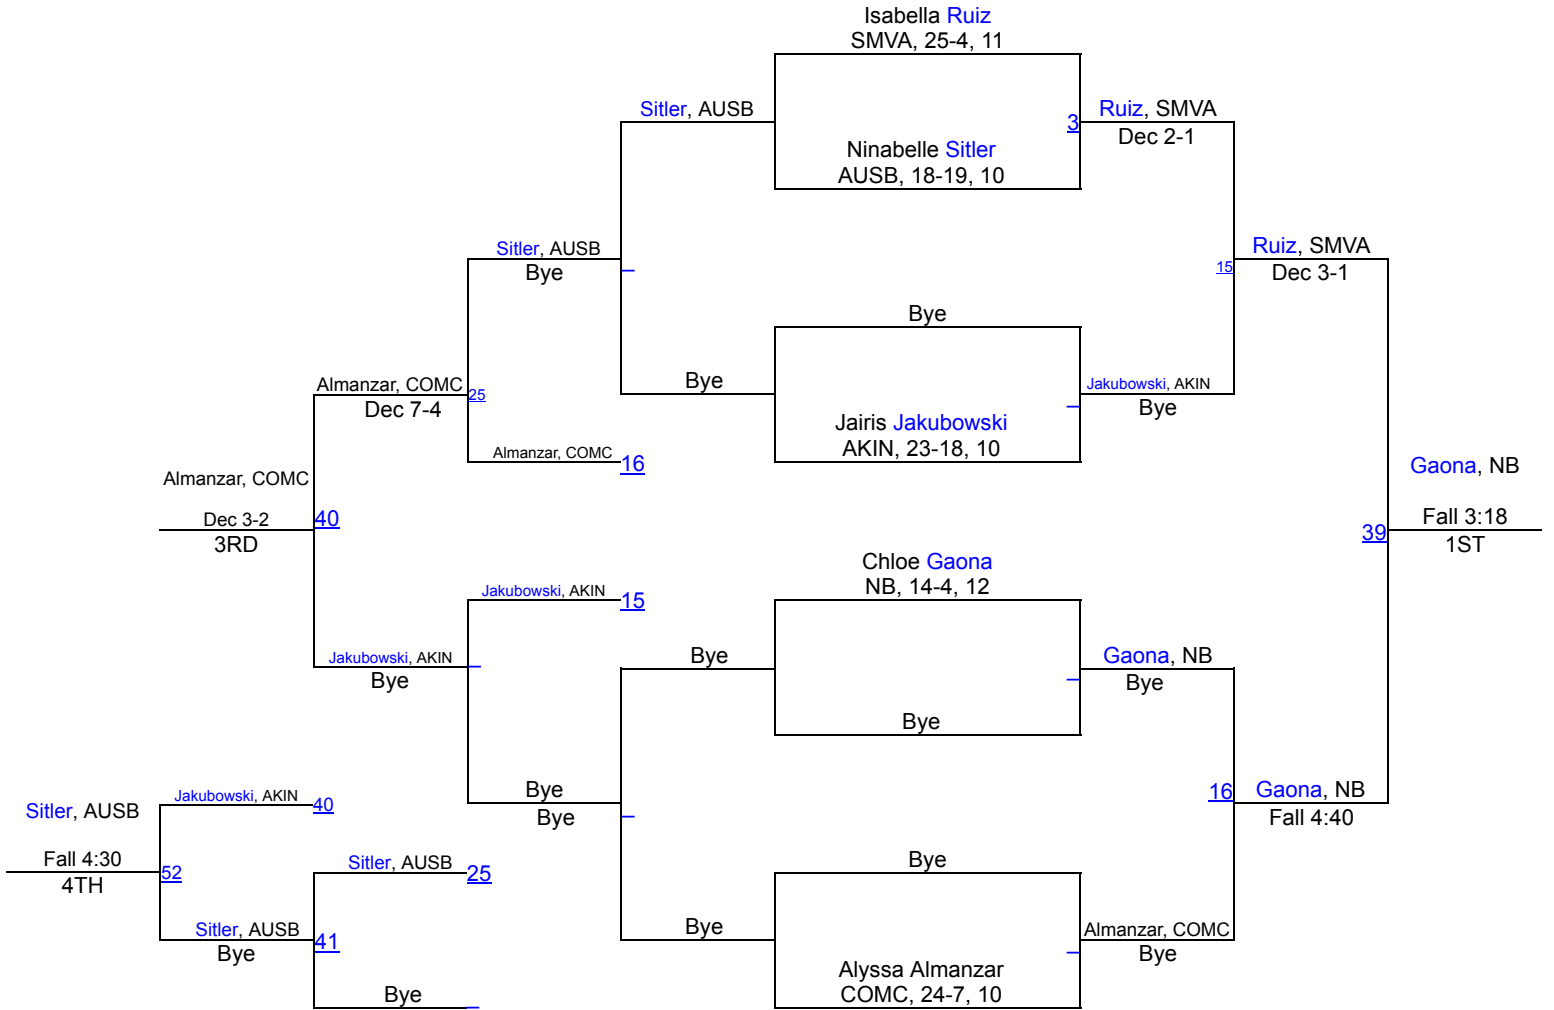 Isabella Ruiz
SMVA, 25-4, 11
Sitler, AUSB
3
Ruiz, SMVA
Dec 2-1
Ninabelle Sitler
AUSB, 18-19, 10
Sitler, AUSB
Bye
Ruiz, SMVA
15
Dec 3-1
Bye
Almanzar, COMC
25
Dec 7-4
Bye
Jakubowski, AKIN
Bye
Jairis Jakubowski
AKIN, 23-18, 10
Almanzar, COMC
16
Almanzar, COMC
Gaona, NB
Dec 3-2
40
3RD
Fall 3:18
39
1ST
Chloe Gaona
NB, 14-4, 12
Jakubowski, AKIN
15
Jakubowski, AKIN
Bye
Bye
Gaona, NB
Bye
Bye
Bye
Bye
16
Gaona, NB
Fall 4:40
Sitler, AUSB
Jakubowski, AKIN
40
Fall 4:30
52
4TH
Sitler, AUSB
25
Bye
Sitler, AUSB
41
Bye
Bye
Almanzar, COMC
Bye
Alyssa Almanzar
COMC, 24-7, 10
Bye